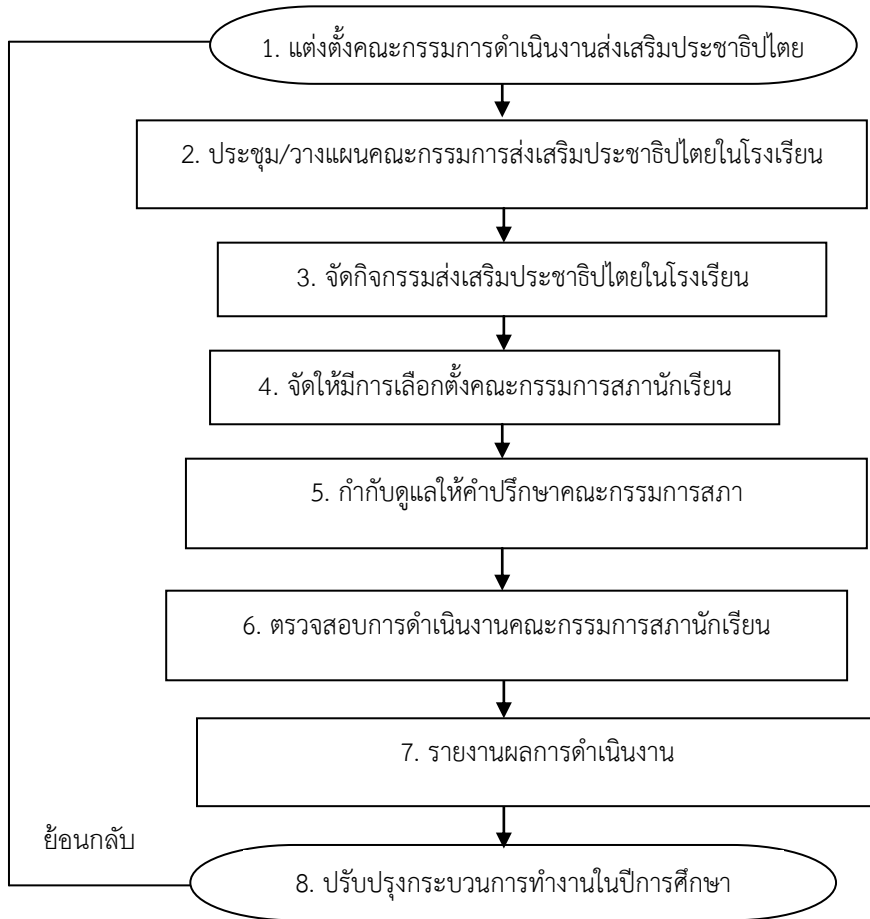 1. แต่งตั้งคณะกรรมการดำเนินงานส่งเสริมประชาธิปไตย
2. ประชุม/วางแผนคณะกรรมการส่งเสริมประชาธิปไตยในโรงเรียน
3. จัดกิจกรรมส่งเสริมประชาธิปไตยในโรงเรียน
4. จัดให้มีการเลือกตั้งคณะกรรมการสภานักเรียน
5. กำกับดูแลให้คำปรึกษาคณะกรรมการสภา
6. ตรวจสอบการดำเนินงานคณะกรรมการสภานักเรียน
7. รายงานผลการดำเนินงาน
ย้อนกลับ
8. ปรับปรุงกระบวนการทำงานในปีการศึกษา